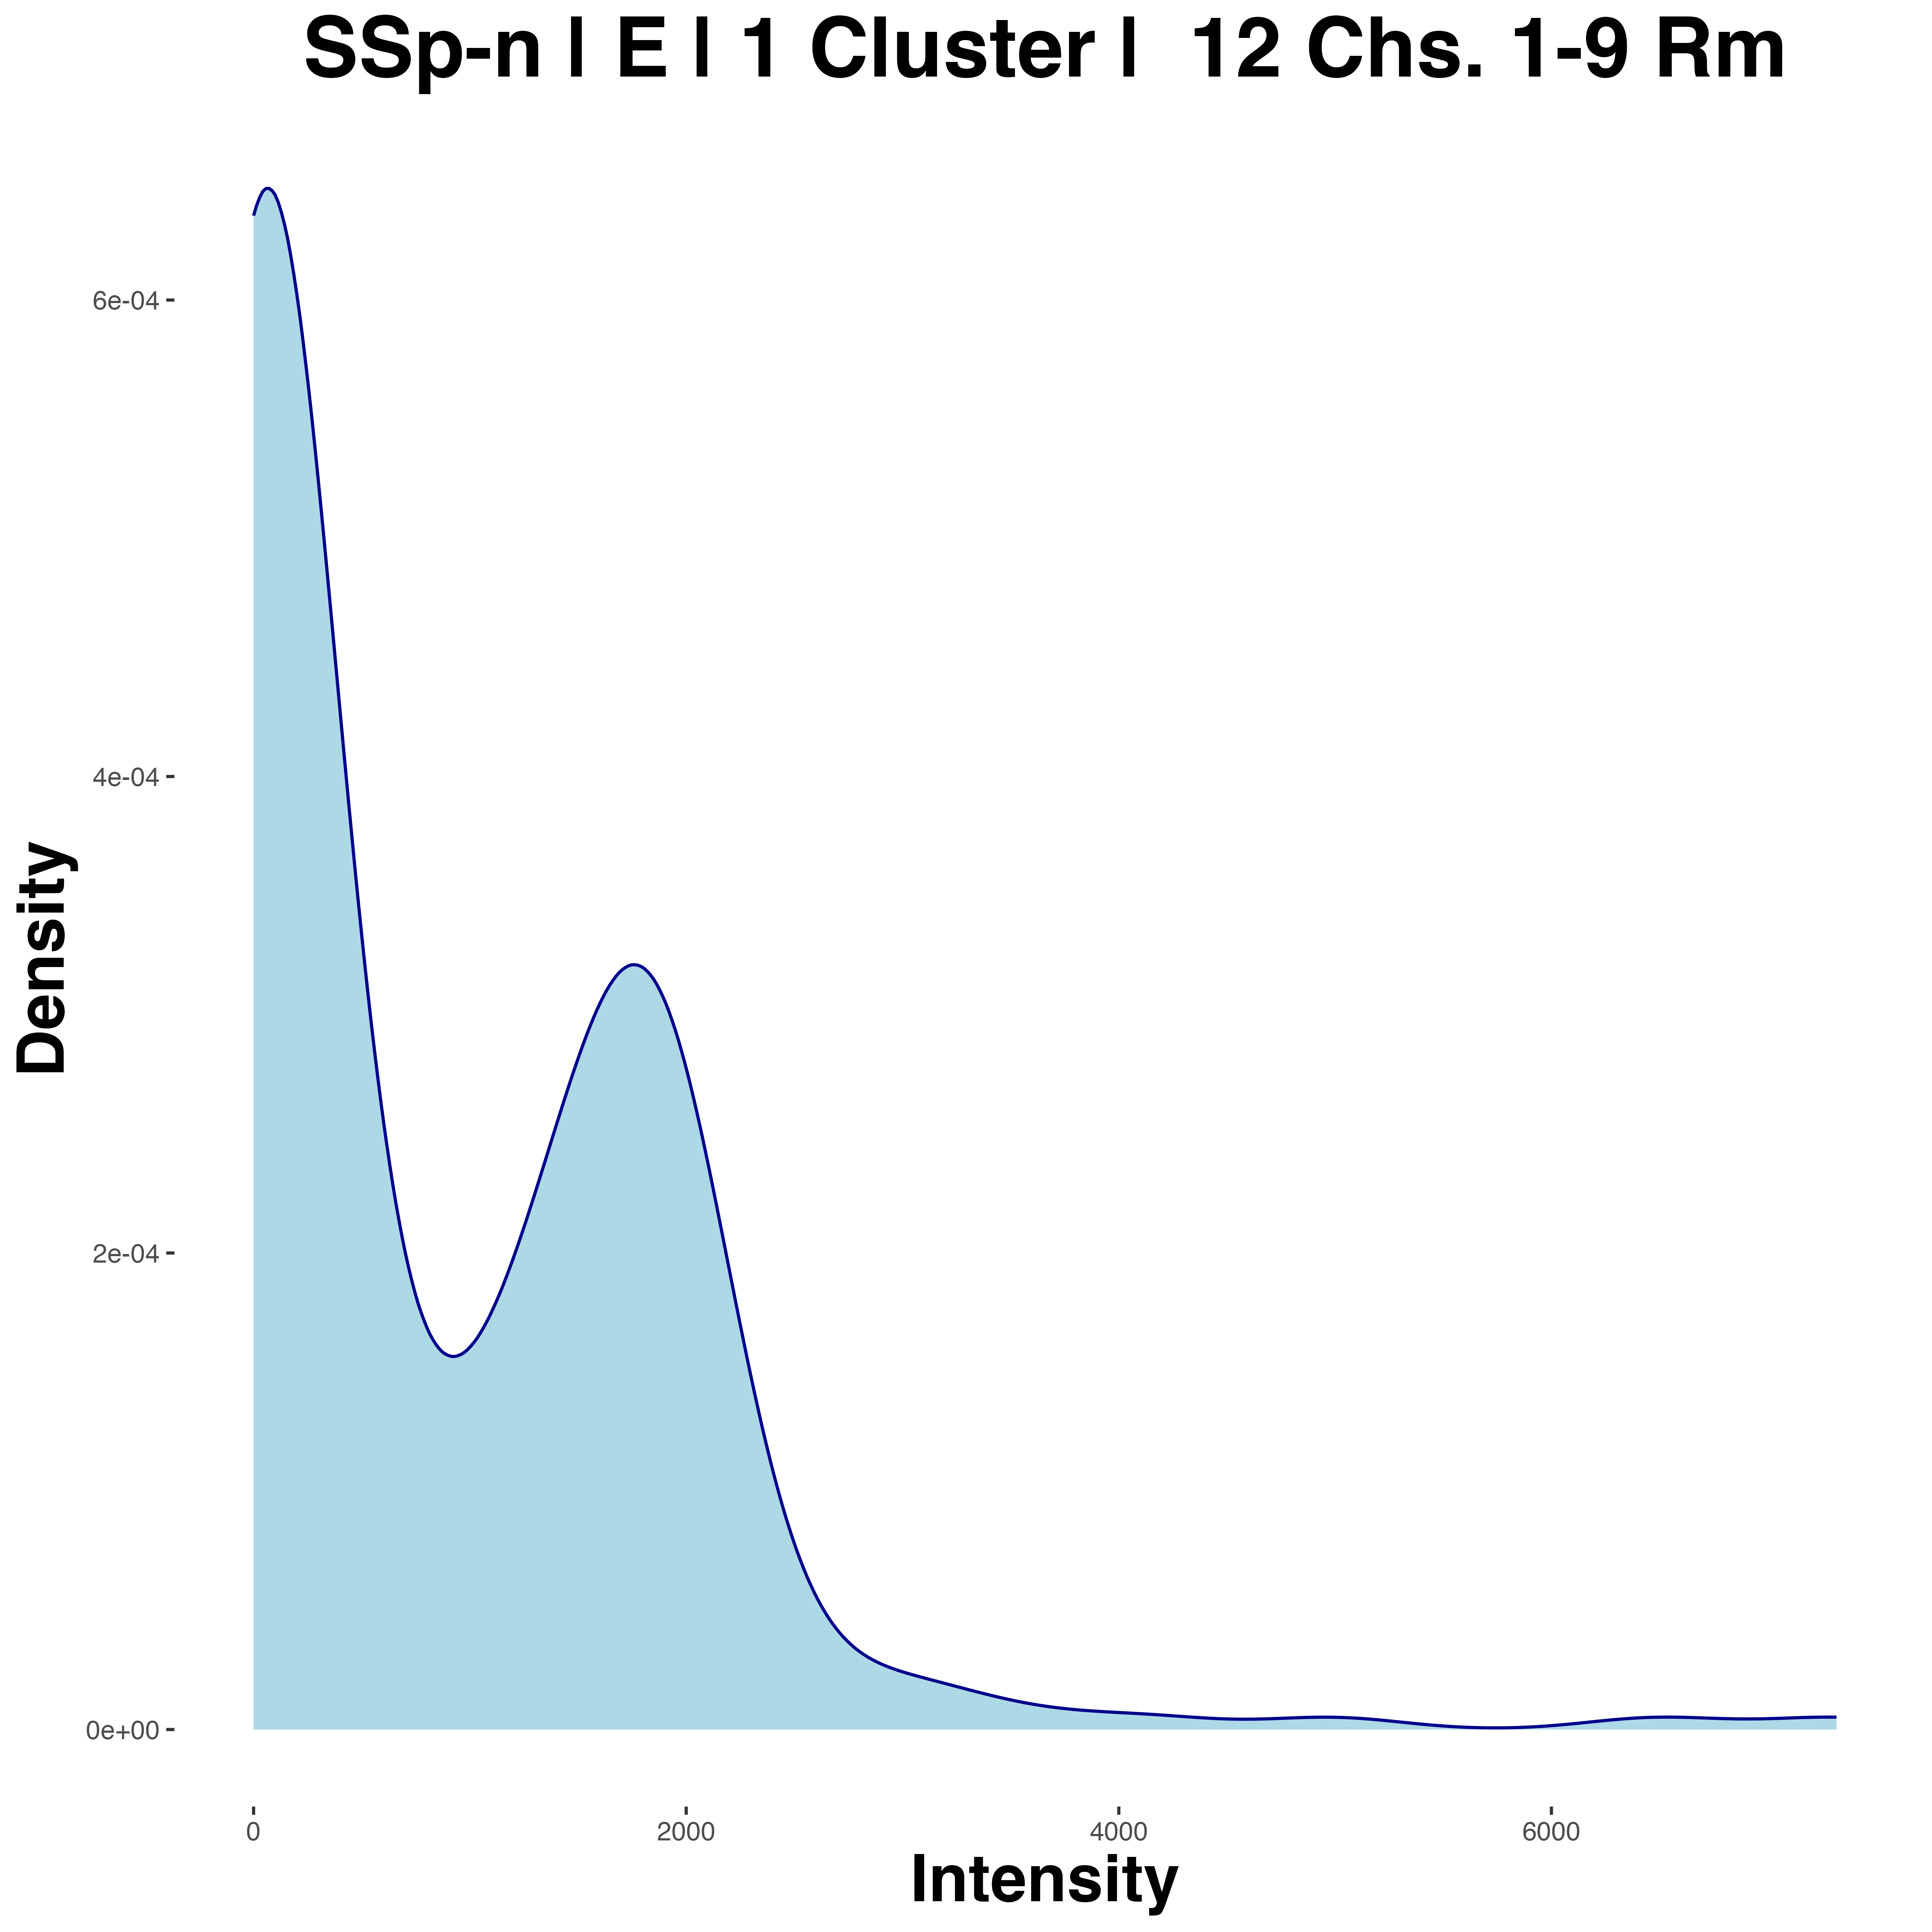 SSp-n | E | 1 Cluster |  12 Chs. 1-9 Rm
6e-04
4e-04
2e-04
0e+00
Density
0 2000 4000 6000
Intensity